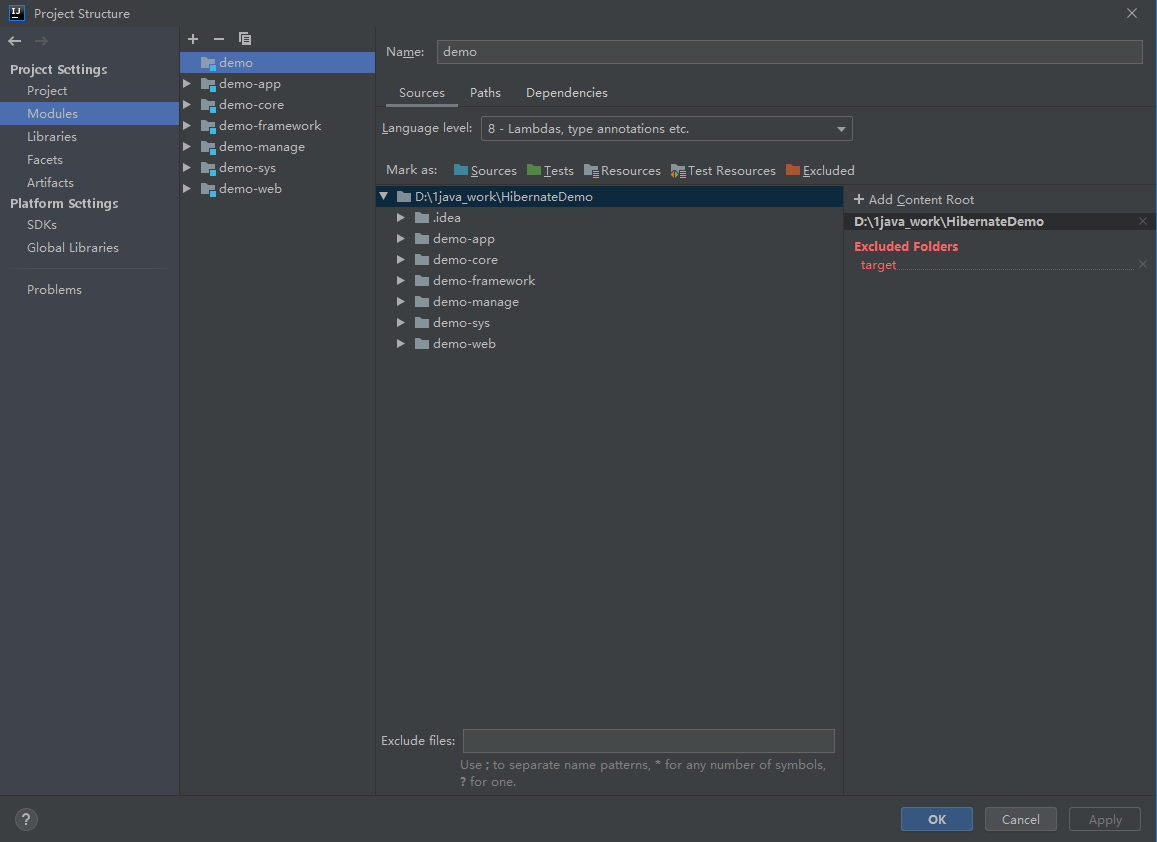 Project Structure
Project Settings
Project
Modules
Libraries
Facets
Artifacts
Platform Settings
SDKs
Global Libraries
Problems
demo
demo-app
demo-core
demo-framework
demo-manage
demo-sys
demo-web
Name: demo
Sources Paths Dependencies
Language level: 8 - Lambdas, type annotations etc.
Mark as: Sources Tests Resources Test Resources Excluded
D:\1java_work\HibernateDemo
.idea
demo-app
demo-core
demo-framework
demo-manage
demo-sys
demo-web
+ Add Content Root
D:\1java_work\HibernateDemo
Excluded Folders
target
Exclude files:
Use ; to separate name patterns, * for any number of symbols,
? for one.
?
OK Cancel Apply